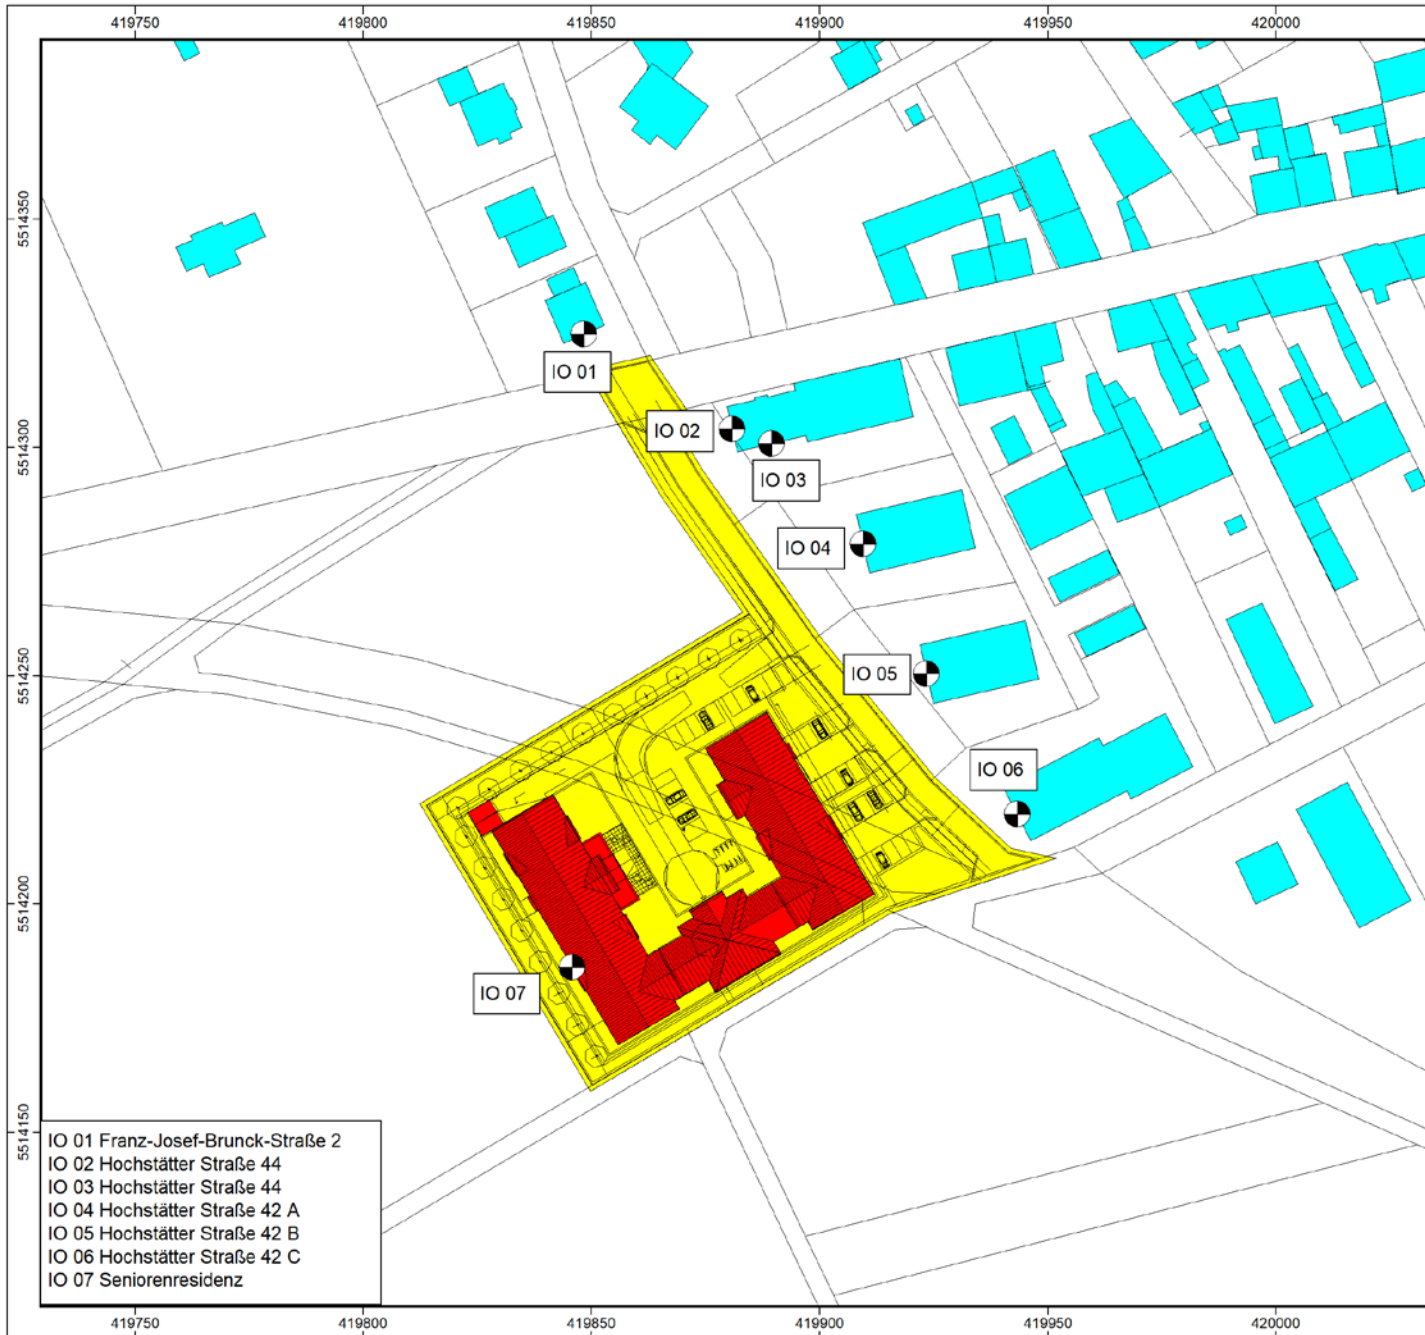 419750 419800 419850 419900 419950 420000
5514350
5514300
5514250
5514200
5514150
IO 01
IO 02
IO 03
IO 04
IO 05
IO 06
IO 07
IO 01 Franz-Josef-Brunck-Straße 2
IO 02 Hochstätter Straße 44
IO 03 Hochstätter Straße 44
IO 04 Hochstätter Straße 42 A
IO 05 Hochstätter Straße 42 B
IO 06 Hochstätter Straße 42 C
IO 07 Seniorenresidenz
419750 419800 419850 419900 419950 420000